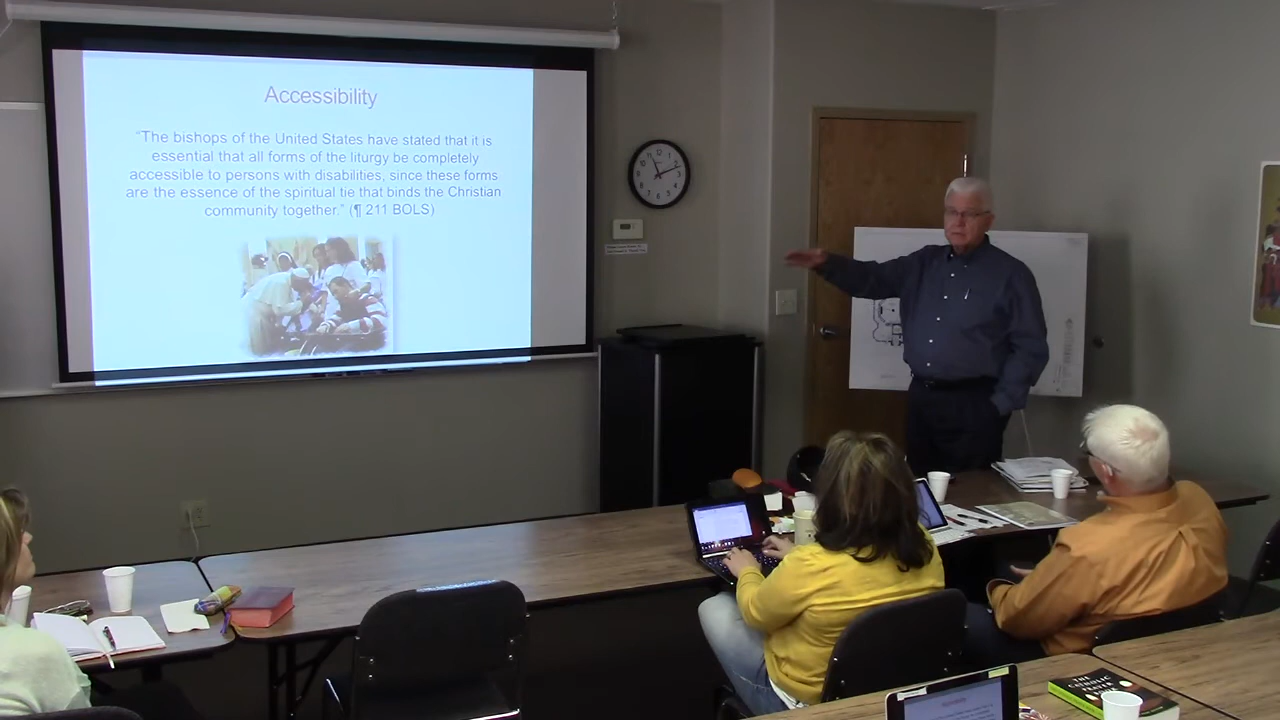 Accessibility
“The bishops of the United States have stated that it is
essential that all forms of the liturgy be completely
accessible to persons with disabilities, since these forms
are the essence of the spiritual tie that binds the Christian
community together.” (¶ 211 BOLS)
THE
CATHOLIC